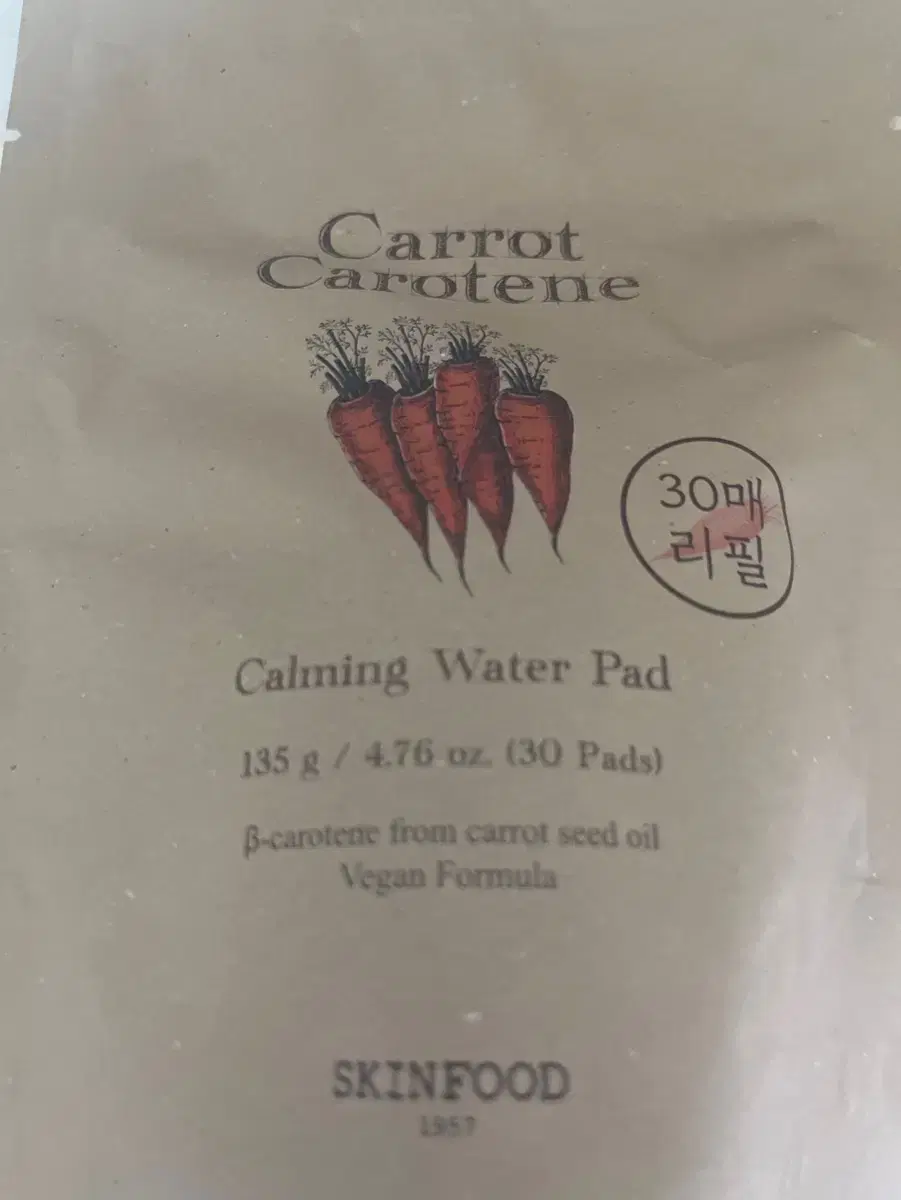 Carrot
Carotene
30매
리필
Calming Water Pad
135 g / 4.76 oz. (30 Pads)
β-carotene from carrot seed oil
Vegan Formula
SKINFOOD
1957